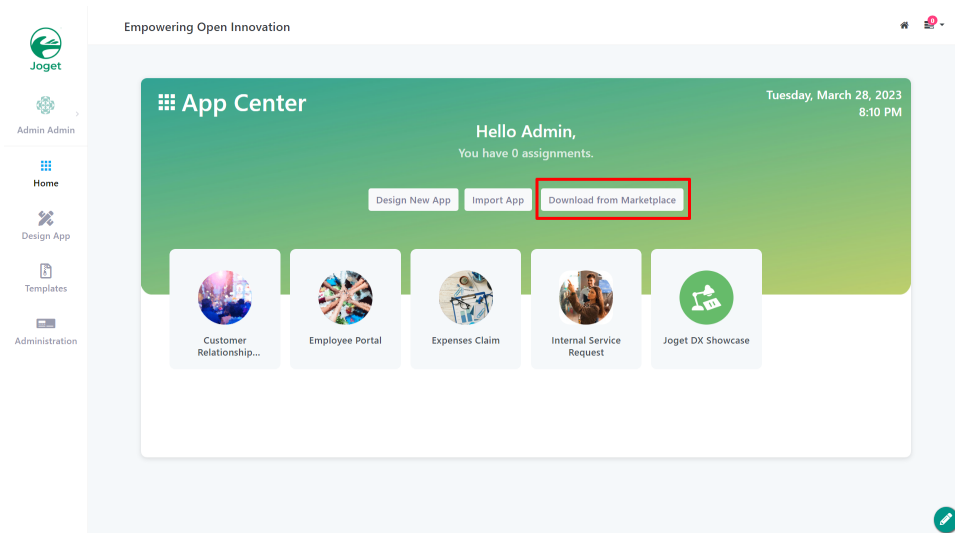 Empowering Open Innovation
0
Joget
Admin Admin
Home
Design App
Templates
Administration
App Center
Tuesday, March 28, 2023
8:10 PM
Hello Admin,
You have 0 assignments.
Design New App
Import App
Download from Marketplace
Customer
Relationship...
Employee Portal
Expenses Claim
Internal Service
Request
Joget DX Showcase